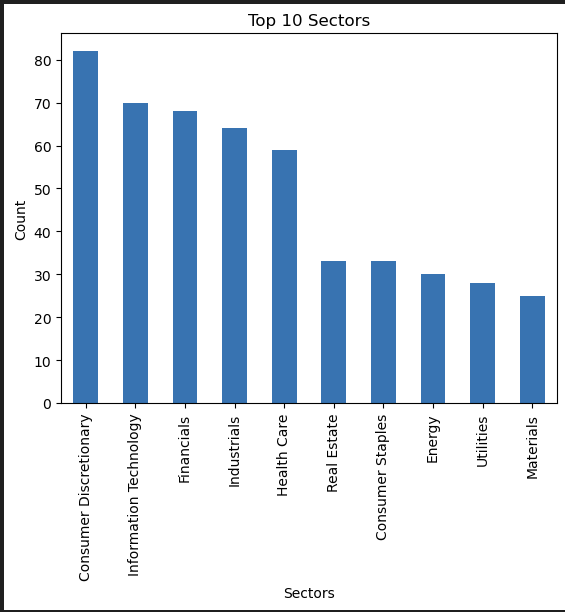 Top 10 Sectors
Count
80
70
60
50
40
30
20
10
0
Consumer Discretionary
Information Technology
Financials
Industrials
Health Care
Real Estate
Consumer Staples
Energy
Utilities
Materials
Sectors